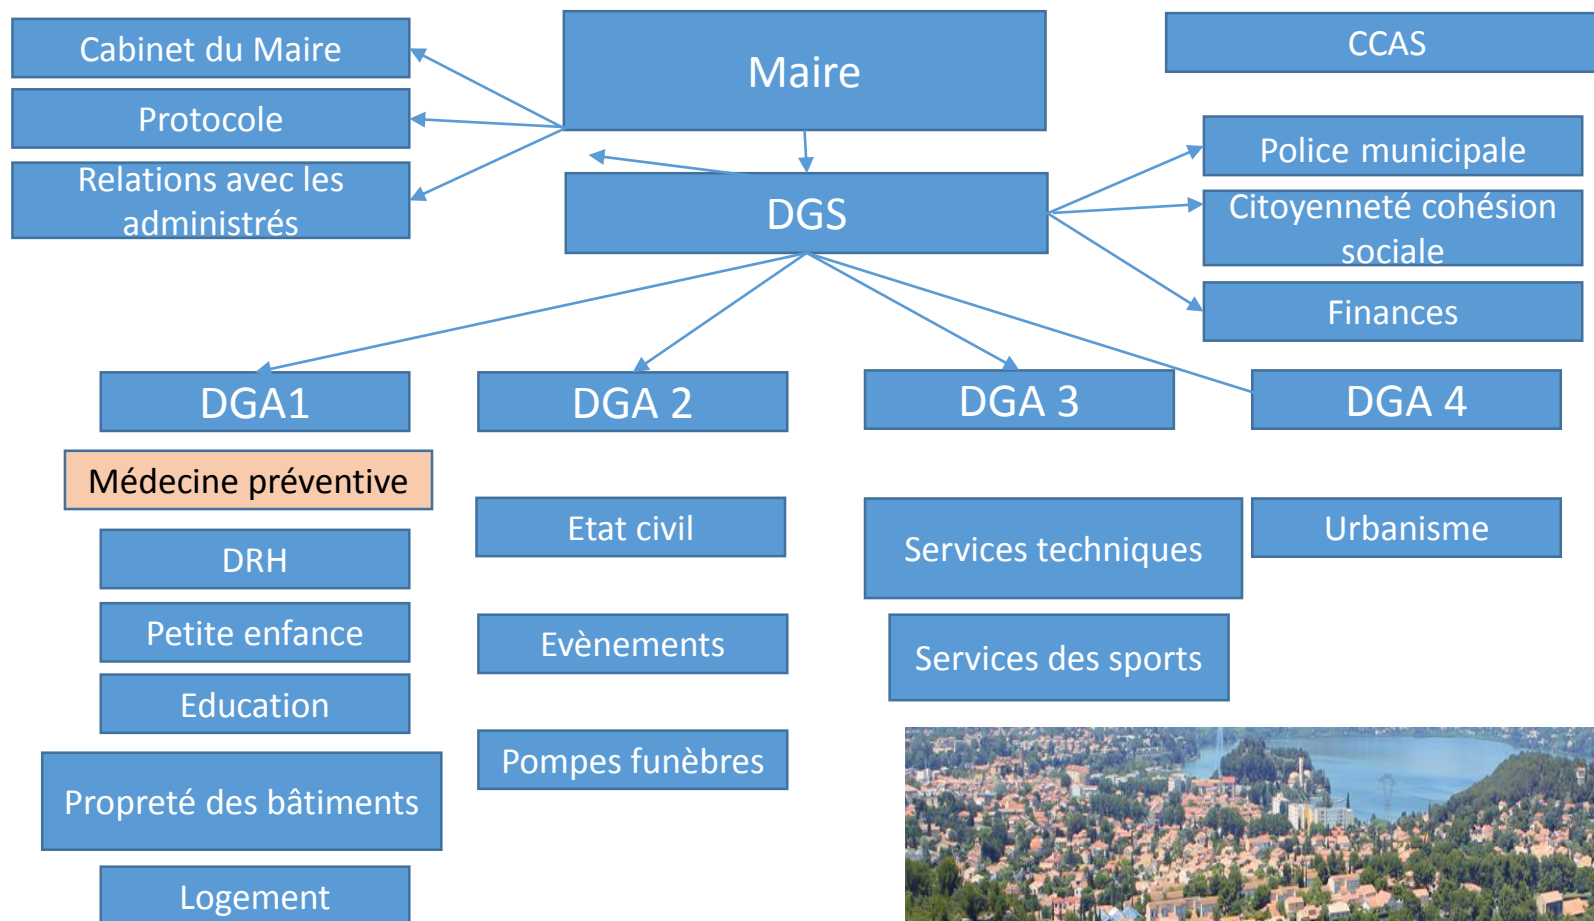 Cabinet du Maire
Maire
CCAS
Protocole
Police municipale
Relations avec les
administrés
DGS
Citoyenneté cohésion
sociale
Finances
DGA1
DGA 2
DGA 3
DGA 4
Médecine préventive
Etat civil
Services techniques
Urbanisme
DRH
Petite enfance
Evènements
Services des sports
Education
Pompes funèbres
Propreté des bâtiments
Logement